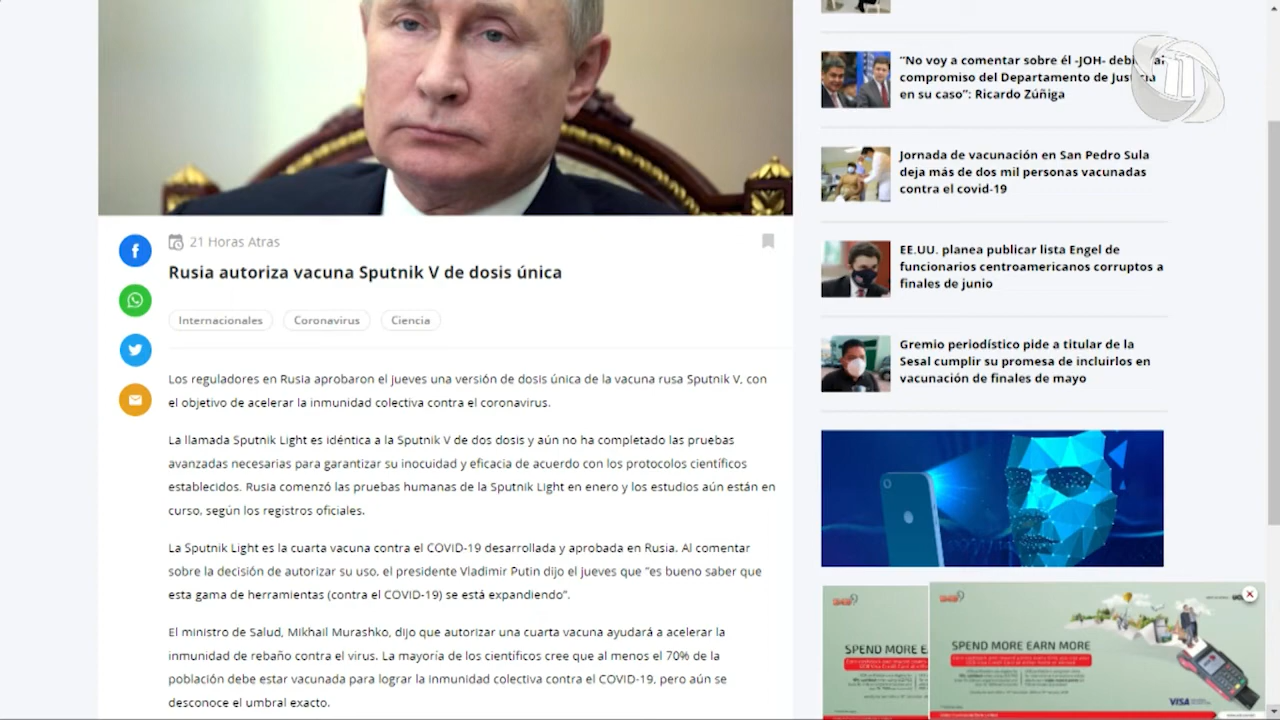 21 Horas Atras
Rusia autoriza vacuna Sputnik V de dosis única
Internacionales
Coronavirus
Ciencia
Los reguladores en Rusia aprobaron el jueves una versión de dosis única de la vacuna rusa Sputnik V, con
el objetivo de acelerar la inmunidad colectiva contra el coronavirus.
La llamada Sputnik Light es idéntica a la Sputnik V de dos dosis y aún no ha completado las pruebas
avanzadas necesarias para garantizar su inocuidad y eficacia de acuerdo con los protocolos científicos
establecidos. Rusia comenzó las pruebas humanas de la Sputnik Light en enero y los estudios aún están en
curso, según los registros oficiales.
La Sputnik Light es la cuarta vacuna contra el COVID-19 desarrollada y aprobada en Rusia. Al comentar
sobre la decisión de autorizar su uso, el presidente Vladimir Putin dijo el jueves que "es bueno saber que
esta gama de herramientas (contra el COVID-19) se está expandiendo".
El ministro de Salud, Mikhail Murashko, dijo que autorizar una cuarta vacuna ayudará a acelerar la
inmunidad de rebaño en Rusia. La mayoría de los científicos cree que al menos el 70% de la
población debe estar vacunada para lograr la inmunidad colectiva contra el COVID-19, pero aún se
desconoce el umbral exacto.
"No voy a comentar sobre él -JOH- debido al
compromiso del Departamento de Justicia
en su caso": Ricardo Zúñiga
Jornada de vacunación en San Pedro Sula
deja más de dos mil personas vacunadas
contra el covid-19
EE.UU. planea publicar lista Engel de
funcionarios centroamericanos corruptos a
finales de junio
Gremio periodístico pide a titular de la
Sesal cumplir su promesa de incluirlos en
vacunación de finales de mayo
SPEND MORE E
SPEND MORE EARN MORE
VISA